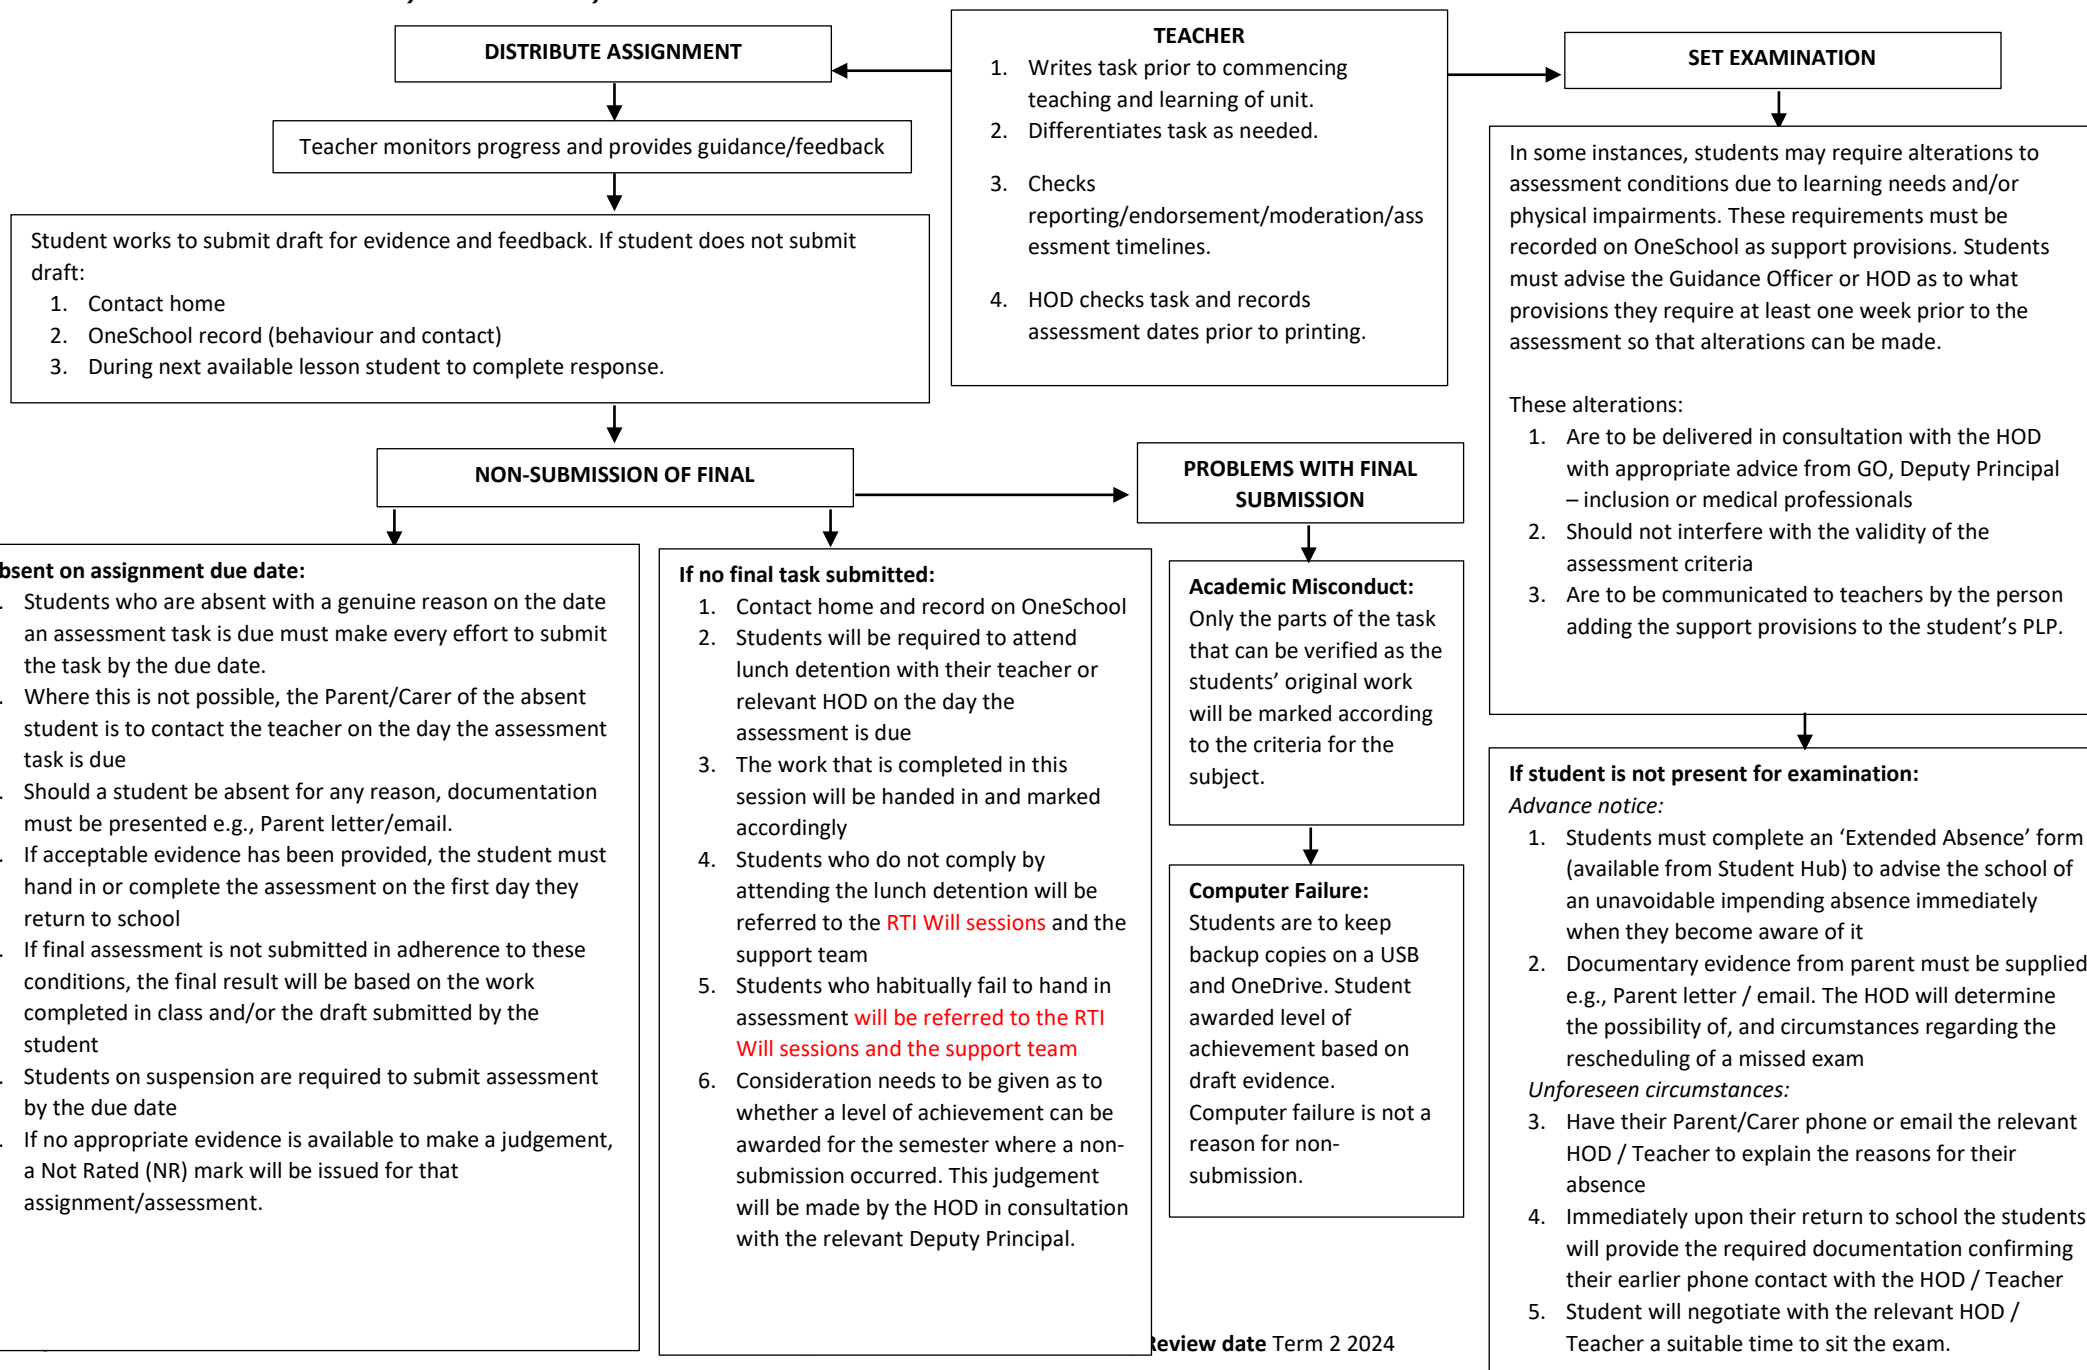 DISTRIBUTE ASSIGNMENT
Teacher monitors progress and provides guidance/feedback
Student works to submit draft for evidence and feedback. If student does not submit
draft:
1. Contact home
2. OneSchool record (behaviour and contact)
3. During next available lesson student to complete response.
TEACHER
1. Writes task prior to commencing
teaching and learning of unit.
2. Differentiates task as needed.
3. Checks
reporting/endorsement/moderation/ass
essment timelines.
4. HOD checks task and records
assessment dates prior to printing.
SET EXAMINATION
In some instances, students may require alterations to
assessment conditions due to learning needs and/or
physical impairments. These requirements must be
recorded on OneSchool as support provisions. Students
must advise the Guidance Officer or HOD as to what
provisions they require at least one week prior to the
assessment so that alterations can be made.
These alterations:
1. Are to be delivered in consultation with the HOD
with appropriate advice from GO, Deputy Principal
– inclusion or medical professionals
2. Should not interfere with the validity of the
assessment criteria
3. Are to be communicated to teachers by the person
adding the support provisions to the student’s PLP.
NON-SUBMISSION OF FINAL
PROBLEMS WITH FINAL
SUBMISSION
bsent on assignment due date:
. Students who are absent with a genuine reason on the date
an assessment task is due must make every effort to submit
the task by the due date.
. Where this is not possible, the Parent/Carer of the absent
student is to contact the teacher on the day the assessment
task is due
. Should a student be absent for any reason, documentation
must be presented e.g., Parent letter/email.
. If acceptable evidence has been provided, the student must
hand in or complete the assessment on the first day they
return to school
. If final assessment is not submitted in adherence to these
conditions, the final result will be based on the work
completed in class and/or the draft submitted by the
student
. Students on suspension are required to submit assessment
by the due date
. If no appropriate evidence is available to make a judgement,
a Not Rated (NR) mark will be issued for that
assignment/assessment.
If no final task submitted:
1. Contact home and record on OneSchool
2. Students will be required to attend
lunch detention with their teacher or
relevant HOD on the day the
assessment is due
3. The work that is completed in this
session will be handed in and marked
accordingly
4. Students who do not comply by
attending the lunch detention will be
referred to the RTI Will sessions and the
support team
5. Students who habitually fail to hand in
assessment will be referred to the RTI
Will sessions and the support team
6. Consideration needs to be given as to
whether a level of achievement can be
awarded for the semester where a non-
submission occurred. This judgement
will be made by the HOD in consultation
with the relevant Deputy Principal.
Academic Misconduct:
Only the parts of the task
that can be verified as the
students’ original work
will be marked according
to the criteria for the
subject.
Computer Failure:
Students are to keep
backup copies on a USB
and OneDrive. Student
awarded level of
achievement based on
draft evidence.
Computer failure is not a
reason for non-
submission.
If student is not present for examination:
Advance notice:
1. Students must complete an ‘Extended Absence’ form
(available from Student Hub) to advise the school of
an unavoidable impending absence immediately
when they become aware of it
2. Documentary evidence from parent must be supplied
e.g., Parent letter / email. The HOD will determine
the possibility of, and circumstances regarding the
rescheduling of a missed exam
Unforeseen circumstances:
3. Have their Parent/Carer phone or email the relevant
HOD / Teacher to explain the reasons for their
absence
4. Immediately upon their return to school the students
will provide the required documentation confirming
their earlier phone contact with the HOD / Teacher
5. Student will negotiate with the relevant HOD /
Teacher a suitable time to sit the exam.
Review date Term 2 2024